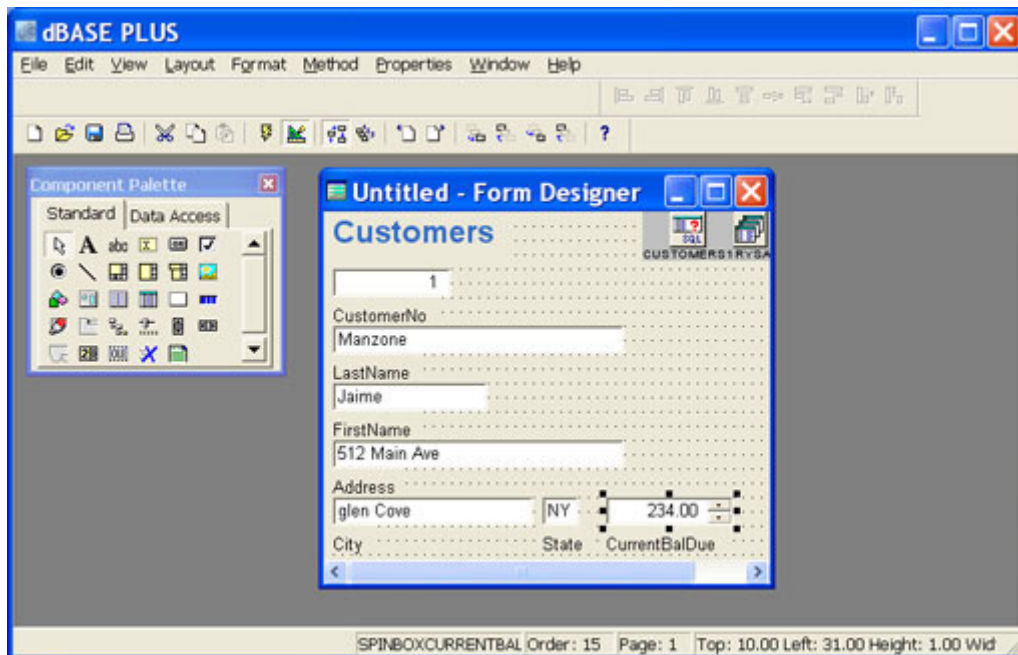 dBASE PLUS
File Edit View Layout Format Method Properties Window Help
Component Palette
Standard Data Access
Untitled - Form Designer
Customers
SQL
CUSTOMERS1RYSA
1
CustomerNo
Manzone
LastName
Jaime
FirstName
512 Main Ave
Address
glen Cove NY 234.00
City State CurrentBalDue
SPINBOXCURRENTBAL Order: 15 Page: 1 Top: 10.00 Left: 31.00 Height: 1.00 Wid